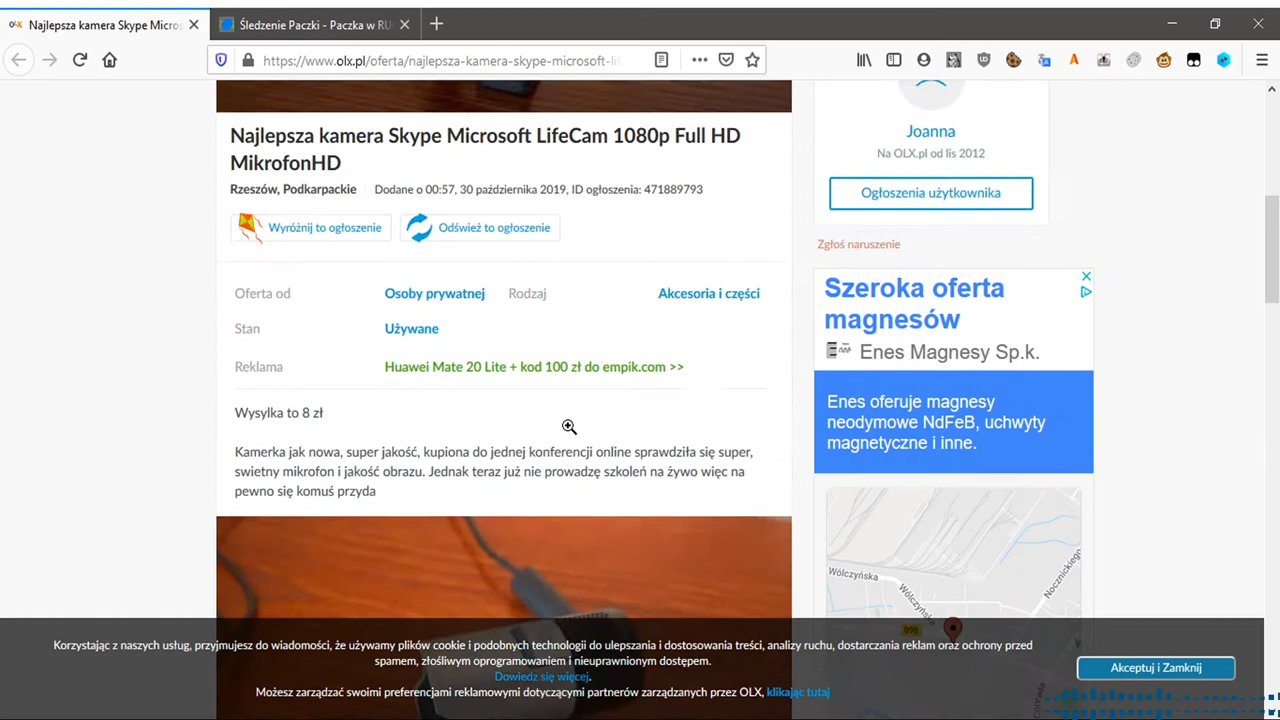 Najlepsza kamera Skype Micros
Śledzenie Paczki - Paczka w RU
https://www.olx.pl/oferta/najlepsza-kamera-skype-microsoft-li
Najlepsza kamera Skype Microsoft LifeCam 1080p Full HD
MikrofonHD
Rzeszów, Podkarpackie Dodane o 00:57, 30 października 2019, ID ogłoszenia: 471889793
Wyróżnij to ogłoszenie Odśwież to ogłoszenie
Oferta od Osoby prywatnej Rodzaj Akcesoria i części
Stan Używane
Reklama Huawei Mate 20 Lite + kod 100 zł do empik.com >>
Wysylka to 8 zł
Kamerka jak nowa, super jakość, kupiona do jednej konferencji online sprawdziła się super,
swietny mikrofon i jakość obrazu. Jednak teraz już nie prowadzę szkoleń na żywo więc na
pewno się komuś przyda
Joanna
Na OLX.pl od lis 2012
Ogłoszenia użytkownika
Zgłoś naruszenie
Szeroka oferta
magnesów
Enes Magnesy Sp.k.
Enes oferuje magnesy
neodymowe NdFeB, uchwyty
magnetyczne i inne.
Wólczyńska
Wólczyńska
Nocznickiego
898
Conrada
Korzystając z naszych usług, przyjmujesz do wiadomości, że używamy plików cookie i podobnych technologii do ulepszania i dostosowania treści, analizy ruchu, dostarczania reklam oraz ochrony przed
spamem, złośliwym oprogramowaniem i nieuprawnionym dostępem.
Dowiedz się więcej.
Możesz zarządzać swoimi preferencjami reklamowymi dotyczącymi partnerów zarządzanych przez OLX, klikając tutaj
Akceptuj i Zamknij